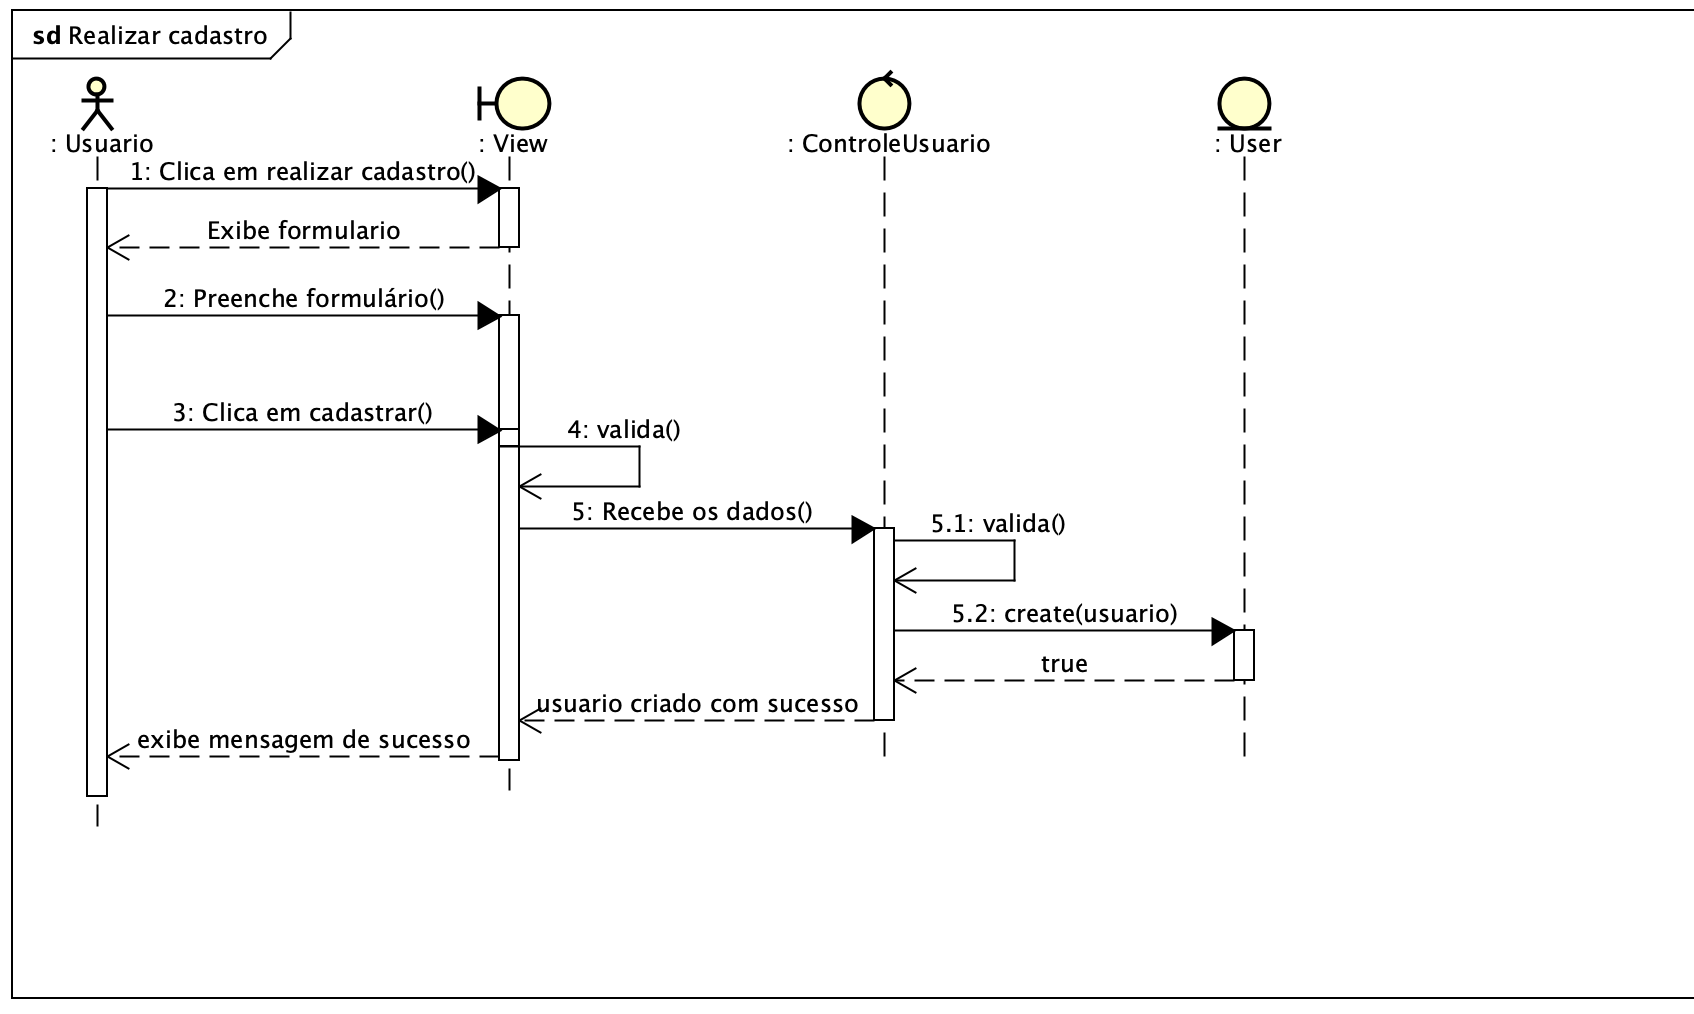 sd Realizar cadastro
: Usuario
: View
: ControleUsuario
: User
1: Clica em realizar cadastro()
Exibe formulario
2: Preenche formulário()
3: Clica em cadastrar()
4: valida()
5: Recebe os dados()
5.1: valida()
5.2: create(usuario)
true
usuario criado com sucesso
exibe mensagem de sucesso